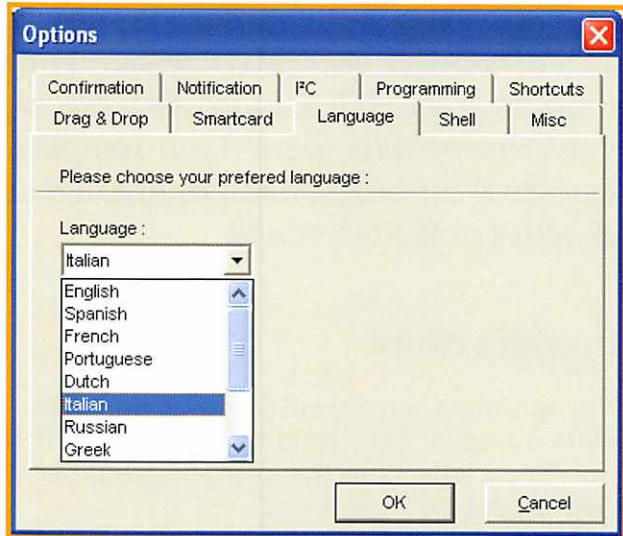 Options
Confirmation Notification I²C Programming Shortcuts
Drag & Drop Smartcard Language Shell Misc
Please choose your prefered language :
Language :
Italian
English
Spanish
French
Portuguese
Dutch
Italian
Russian
Greek
OK Cancel